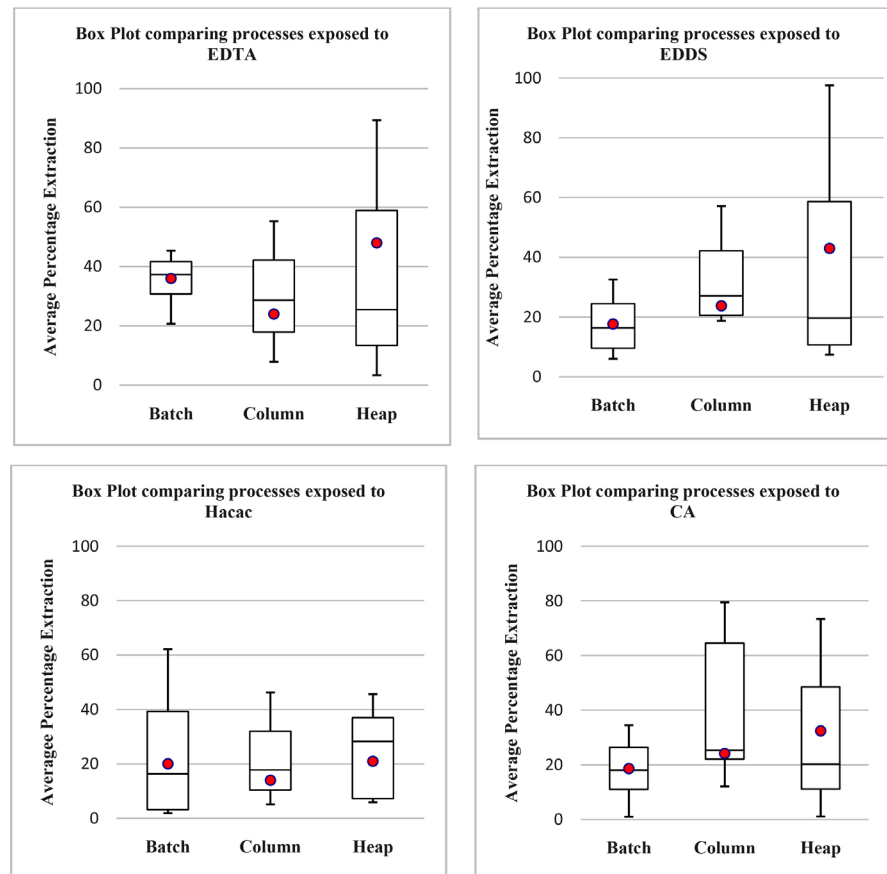 Box Plot comparing processes exposed to
EDTA
Average Percentage Extraction
100
80
60
40
20
0
Batch Column Heap
Box Plot comparing processes exposed to
EDDS
Average Percentage Extraction
100
80
60
40
20
0
Batch Column Heap
Box Plot comparing processes exposed to
Hacac
Averagee Percentage Extraction
100
80
60
40
20
0
Batch Column Heap
Box Plot comparing processes exposed to
CA
Average Percentage Extraction
100
80
60
40
20
0
Batch Column Heap